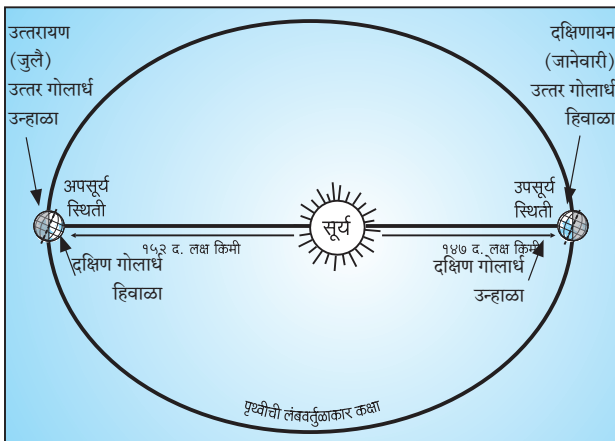 उत्तरायण
(जुलै)
उत्तर गोलार्ध
उन्हाळा
दक्षिणायन
(जानेवारी)
उत्तर गोलार्ध
हिवाळा
अपसूर्य
स्थिती
उपसूर्य
स्थिती
सूर्य
१५२ द. लक्ष किमी
१४७ द. लक्ष किमी
दक्षिण गोलार्ध
हिवाळा
दक्षिण गोलार्ध
उन्हाळा
पृथ्वीची लंबवर्तुळाकार कक्षा